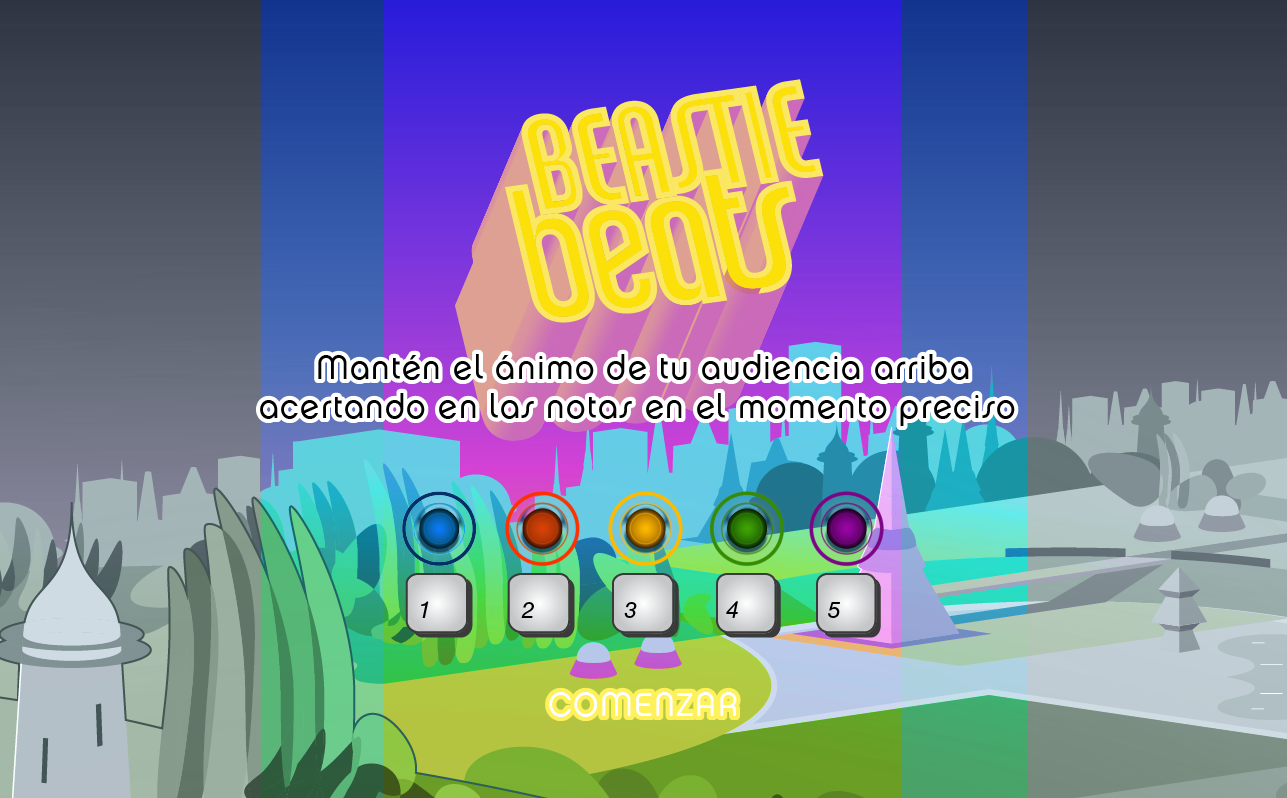 BEASTIE
beats
Mantén el ánimo de tu audiencia arriba
acertando en las notas en el momento preciso
1 2 3 4 5
COMENZAR